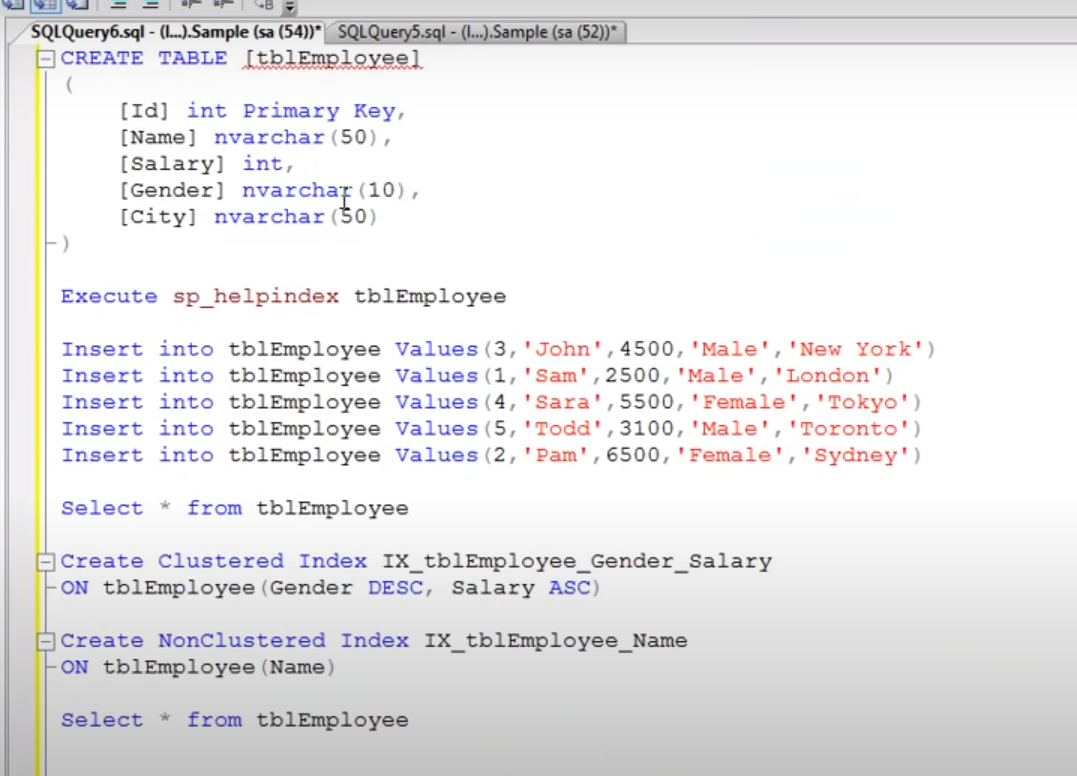 SQLQuery6.sql - (l...).Sample (sa (54))* SQLQuery5.sql - (l...).Sample (sa (52))*
CREATE TABLE [tblEmployee]
(
[Id] int Primary Key,
[Name] nvarchar(50),
[Salary] int,
[Gender] nvarchar(10),
[City] nvarchar(50)
)
Execute sp_helpindex tblEmployee
Insert into tblEmployee Values(3,'John',4500,'Male','New York')
Insert into tblEmployee Values(1,'Sam',2500,'Male','London')
Insert into tblEmployee Values(4,'Sara',5500,'Female','Tokyo')
Insert into tblEmployee Values(5,'Todd',3100,'Male','Toronto')
Insert into tblEmployee Values(2,'Pam',6500,'Female','Sydney')
Select * from tblEmployee
Create Clustered Index IX_tblEmployee_Gender_Salary
ON tblEmployee(Gender DESC, Salary ASC)
Create NonClustered Index IX_tblEmployee_Name
ON tblEmployee(Name)
Select * from tblEmployee